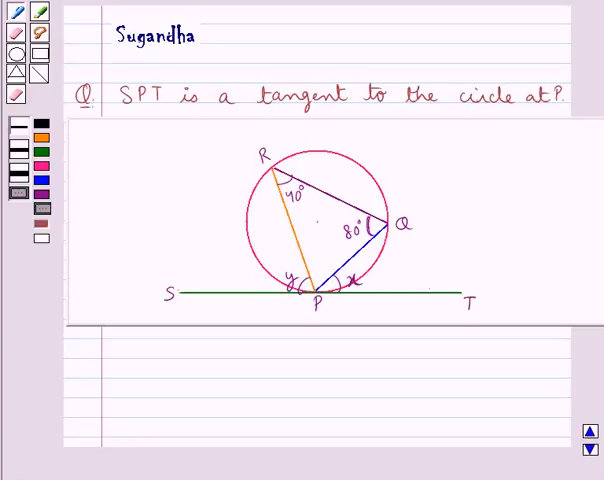 Sugandha
Q. SPT is a tangent to the circle at P.
R
40°
80°
Q
y
x
S
P
T